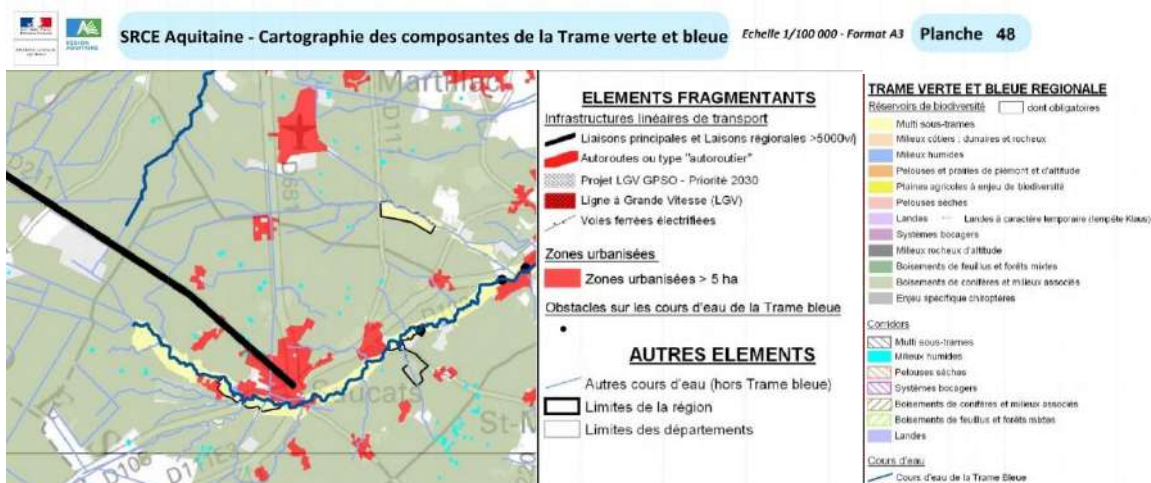 RÉGION
AQUITAINE
SRCE Aquitaine - Cartographie des composantes de la Trame verte et bleue
Echelle 1/100 000 - Format A3
Planche 48
Martillac
D211
D111
D651
Saucats
St-M
D108
D111E3
ELEMENTS FRAGMENTANTS
Infrastructures linéaires de transport
Liaisons principales et Laisons régionales >5000v/j
Autoroutes ou type "autoroutier"
Projet LGV GPSO - Priorité 2030
Ligne à Grande Vitesse (LGV)
Voies ferrées électrifiées
Zones urbanisées
Zones urbanisées > 5 ha
Obstacles sur les cours d'eau de la Trame bleue
AUTRES ELEMENTS
Autres cours d'eau (hors Trame bleue)
Limites de la région
Limites des départements
TRAME VERTE ET BLEUE REGIONALE
Réservoirs de biodiversité
dont obligatoires
Multi sous-trames
Milieux côtiers : dunaires et rocheux
Milieux humides
Pelouses et prairies de piémont et d'altitude
Plaines agricoles à enjeu de biodiversité
Pelouses sèches
Landes
Landes à caractère temporaire (tempête Klaus)
Systèmes bocagers
Milieux rocheux d'altitude
Boisements de feuillus et forêts mixtes
Boisements de conifères et milieux associés
Enjeu spécifique chiroptères
Corridors
Multi sous-trames
Milieux humides
Pelouses sèches
Systèmes bocagers
Boisements de conifères et milieux associés
Boisements de feuillus et forêts mixtes
Landes
Cours d'eau
Cours d'eau de la Trame Bleue